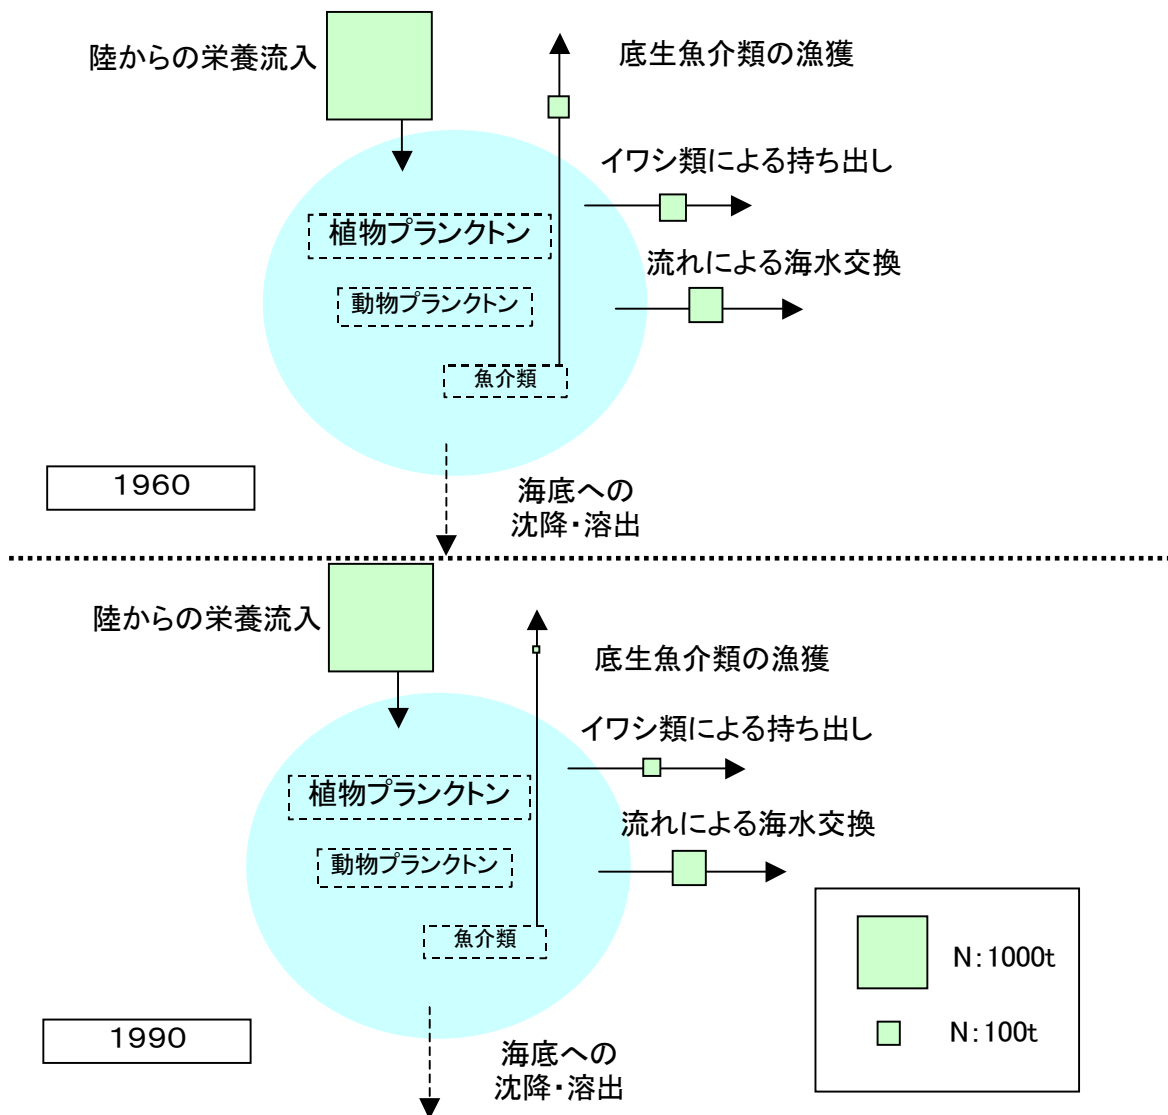 陸からの栄養流入
底生魚介類の漁獲
イワシ類による持ち出し
植物プランクトン
流れによる海水交換
動物プランクトン
魚介類
1960
海底への
沈降・溶出
陸からの栄養流入
底生魚介類の漁獲
イワシ類による持ち出し
植物プランクトン
流れによる海水交換
動物プランクトン
魚介類
N:1000t
N:100t
1990
海底への
沈降・溶出